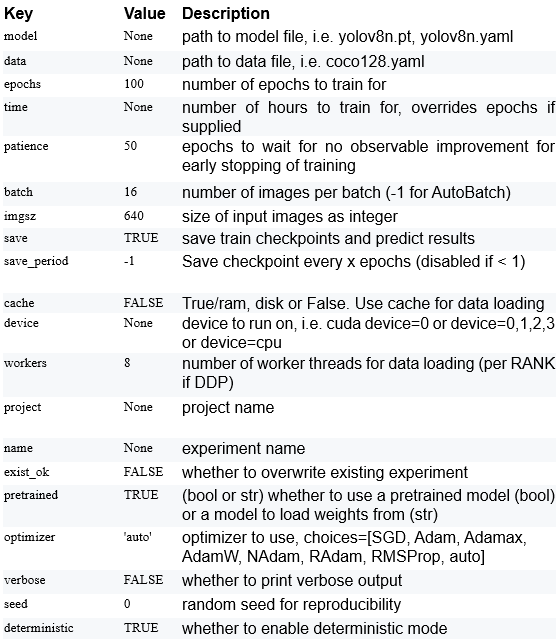 Key Value Description
model None path to model file, i.e. yolov8n.pt, yolov8n.yaml
data None path to data file, i.e. coco128.yaml
epochs 100 number of epochs to train for
time None number of hours to train for, overrides epochs if
supplied
patience 50 epochs to wait for no observable improvement for
early stopping of training
batch 16 number of images per batch (-1 for AutoBatch)
imgsz 640 size of input images as integer
save TRUE save train checkpoints and predict results
save_period -1 Save checkpoint every x epochs (disabled if < 1)
cache FALSE True/ram, disk or False. Use cache for data loading
device None device to run on, i.e. cuda device=0 or device=0,1,2,3
or device=cpu
workers 8 number of worker threads for data loading (per RANK
if DDP)
project None project name
name None experiment name
exist_ok FALSE whether to overwrite existing experiment
pretrained TRUE (bool or str) whether to use a pretrained model (bool)
or a model to load weights from (str)
optimizer 'auto' optimizer to use, choices=[SGD, Adam, Adamax,
AdamW, NAdam, RAdam, RMSProp, auto]
verbose FALSE whether to print verbose output
seed 0 random seed for reproducibility
deterministic TRUE whether to enable deterministic mode